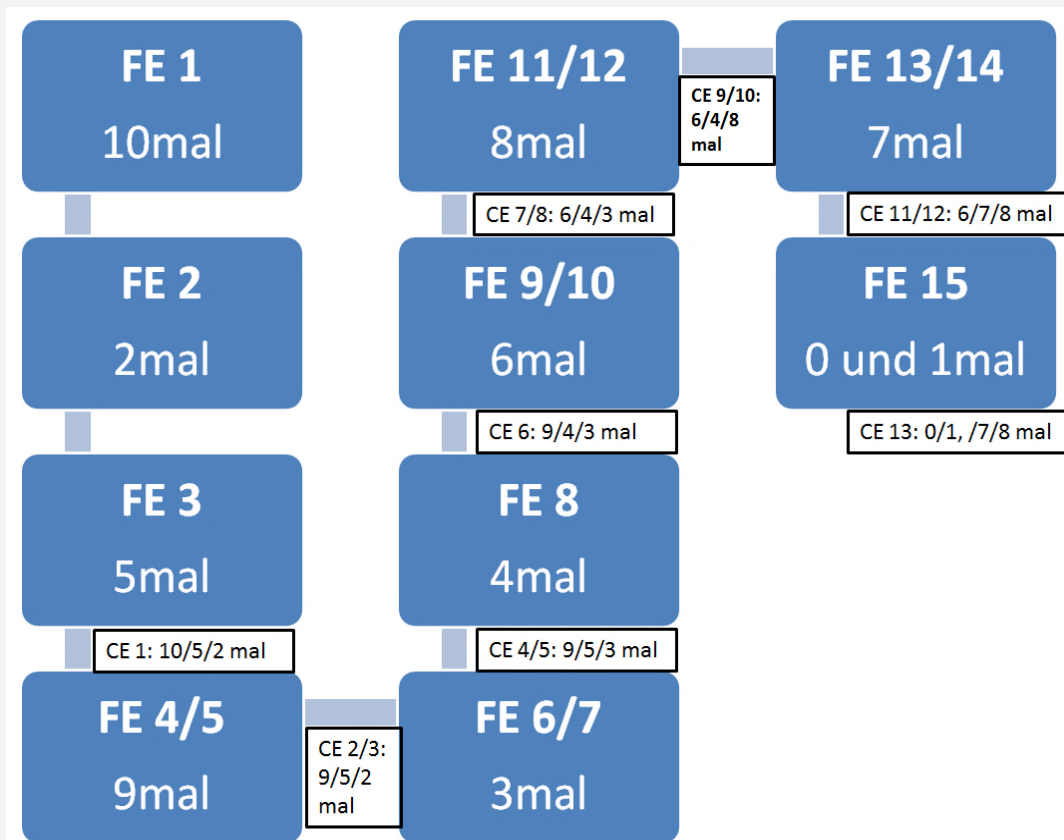 FE 1
10mal
FE 2
2mal
FE 3
5mal
CE 1: 10/5/2 mal
FE 4/5
9mal
CE 2/3:
9/5/2
mal
FE 6/7
3mal
CE 4/5: 9/5/3 mal
FE 8
4mal
CE 6: 9/4/3 mal
FE 9/10
6mal
CE 7/8: 6/4/3 mal
FE 11/12
8mal
CE 9/10:
6/4/8
mal
FE 13/14
7mal
CE 11/12: 6/7/8 mal
FE 15
0 und 1mal
CE 13: 0/1, /7/8 mal